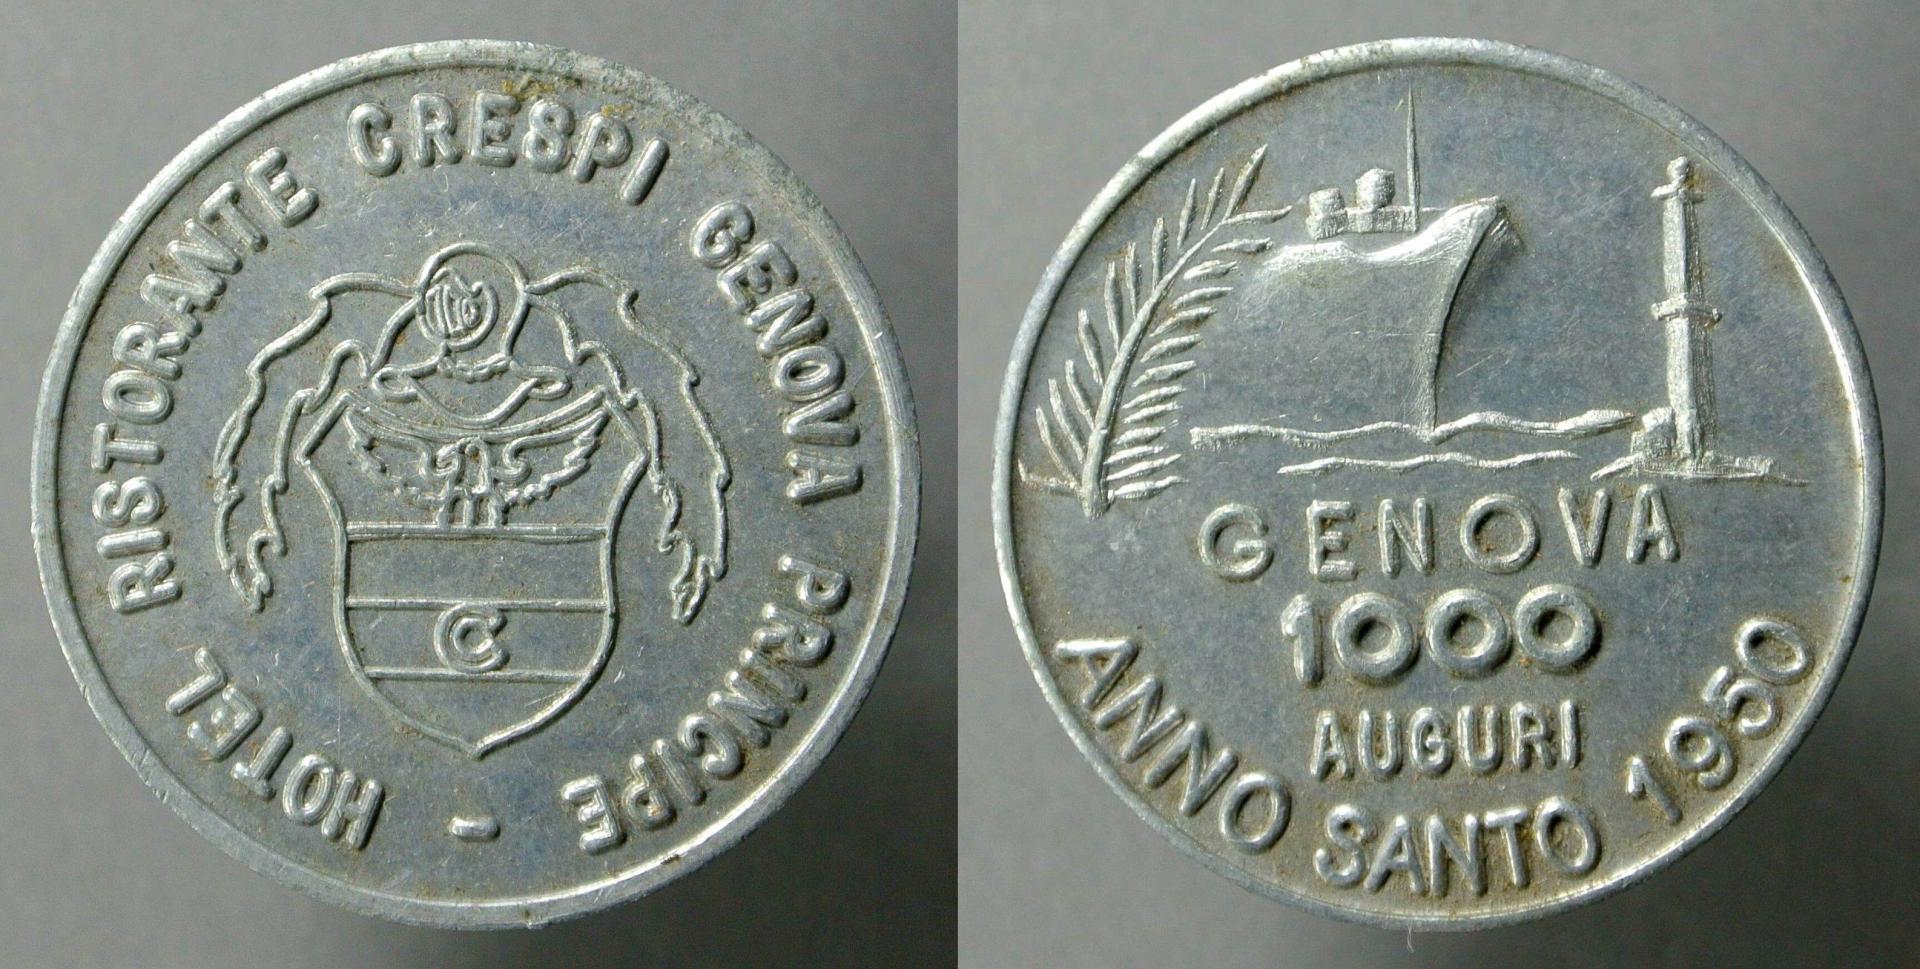 HOTEL RISTORANTE CRESPI GENOVA PRINCIPE -
C
GENOVA
1000
AUGURI
ANNO SANTO 1950